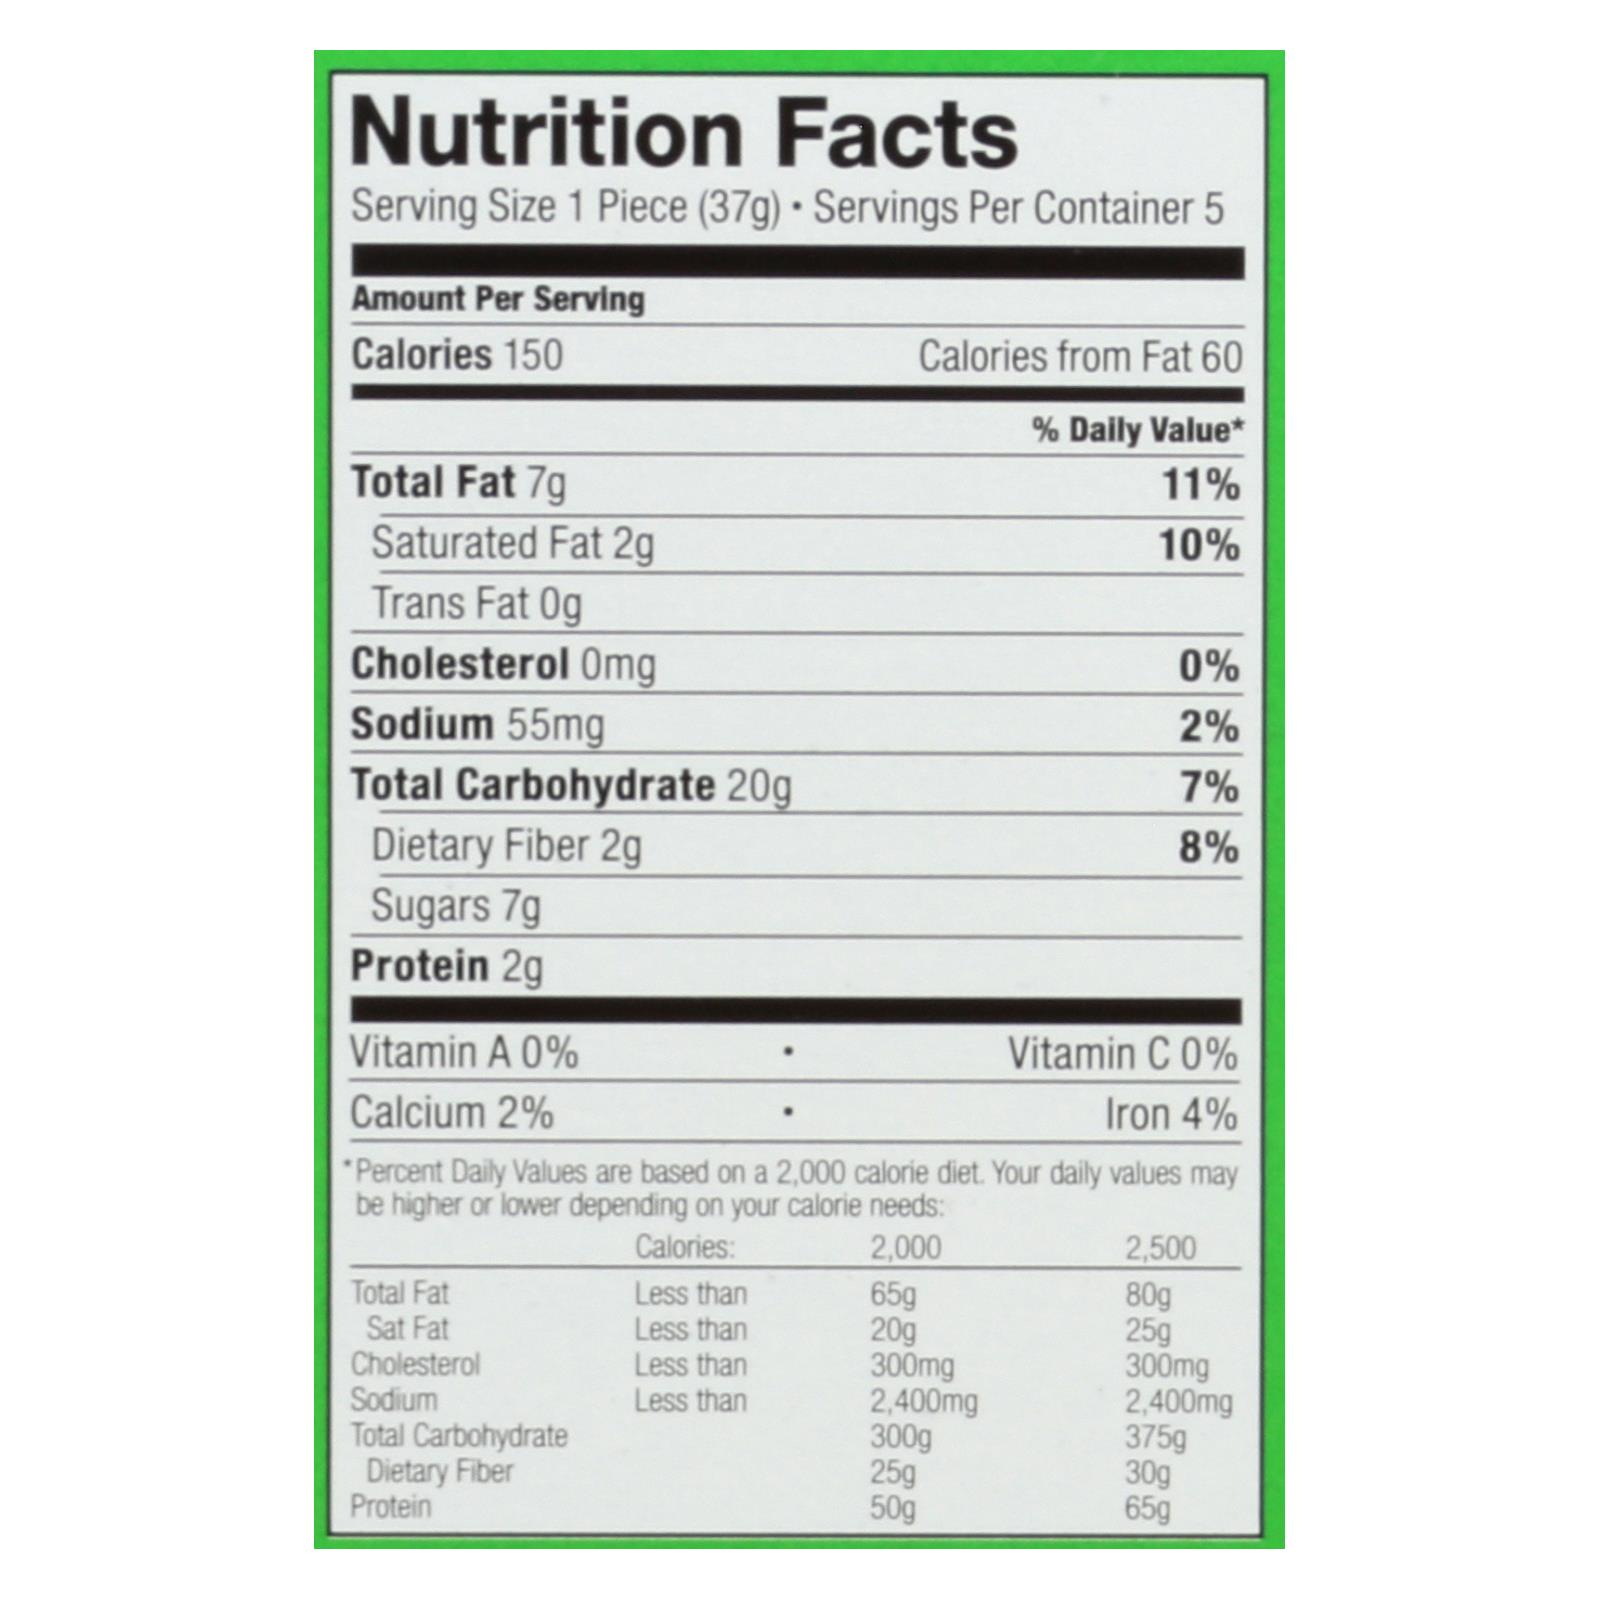 Nutrition Facts
Serving Size 1 Piece (37g) • Servings Per Container 5
Amount Per Serving
Calories 150 Calories from Fat 60
% Daily Value*
Total Fat 7g 11%
Saturated Fat 2g 10%
Trans Fat 0g
Cholesterol 0mg 0%
Sodium 55mg 2%
Total Carbohydrate 20g 7%
Dietary Fiber 2g 8%
Sugars 7g
Protein 2g
Vitamin A 0% • Vitamin C 0%
Calcium 2% • Iron 4%
*Percent Daily Values are based on a 2,000 calorie diet. Your daily values may
be higher or lower depending on your calorie needs:
Calories: 2,000 2,500
Total Fat Less than 65g 80g
Sat Fat Less than 20g 25g
Cholesterol Less than 300mg 300mg
Sodium Less than 2,400mg 2,400mg
Total Carbohydrate 300g 375g
Dietary Fiber 25g 30g
Protein 50g 65g